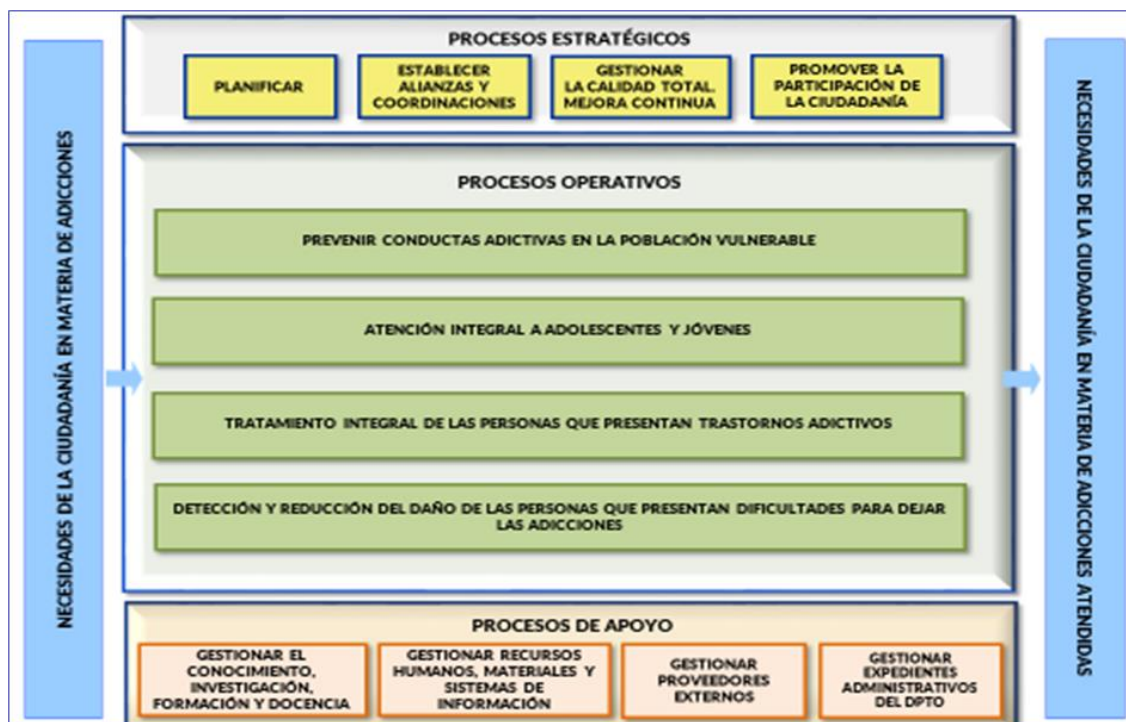 NECESIDADES DE LA CIUDADANÍA EN MATERIA DE ADICCIONES
PROCESOS ESTRATÉGICOS
PLANIFICAR
ESTABLECER
ALIANZAS Y
COORDINACIONES
GESTIONAR
LA CALIDAD TOTAL.
MEJORA CONTINUA
PROMOVER LA
PARTICIPACIÓN DE
LA CIUDADANÍA
PROCESOS OPERATIVOS
PREVENIR CONDUCTAS ADICTIVAS EN LA POBLACIÓN VULNERABLE
ATENCIÓN INTEGRAL A ADOLESCENTES Y JÓVENES
TRATAMIENTO INTEGRAL DE LAS PERSONAS QUE PRESENTAN TRASTORNOS ADICTIVOS
DETECCIÓN Y REDUCCIÓN DEL DAÑO DE LAS PERSONAS QUE PRESENTAN DIFICULTADES PARA DEJAR
LAS ADICCIONES
PROCESOS DE APOYO
GESTIONAR EL
CONOCIMIENTO,
INVESTIGACIÓN,
FORMACIÓN Y DOCENCIA
GESTIONAR RECURSOS
HUMANOS, MATERIALES Y
SISTEMAS DE
INFORMACIÓN
GESTIONAR
PROVEEDORES
EXTERNOS
GESTIONAR
EXPEDIENTES
ADMINISTRATIVOS
DEL DPTO
NECESIDADES DE LA CIUDADANÍA EN MATERIA DE ADICCIONES ATENDIDAS